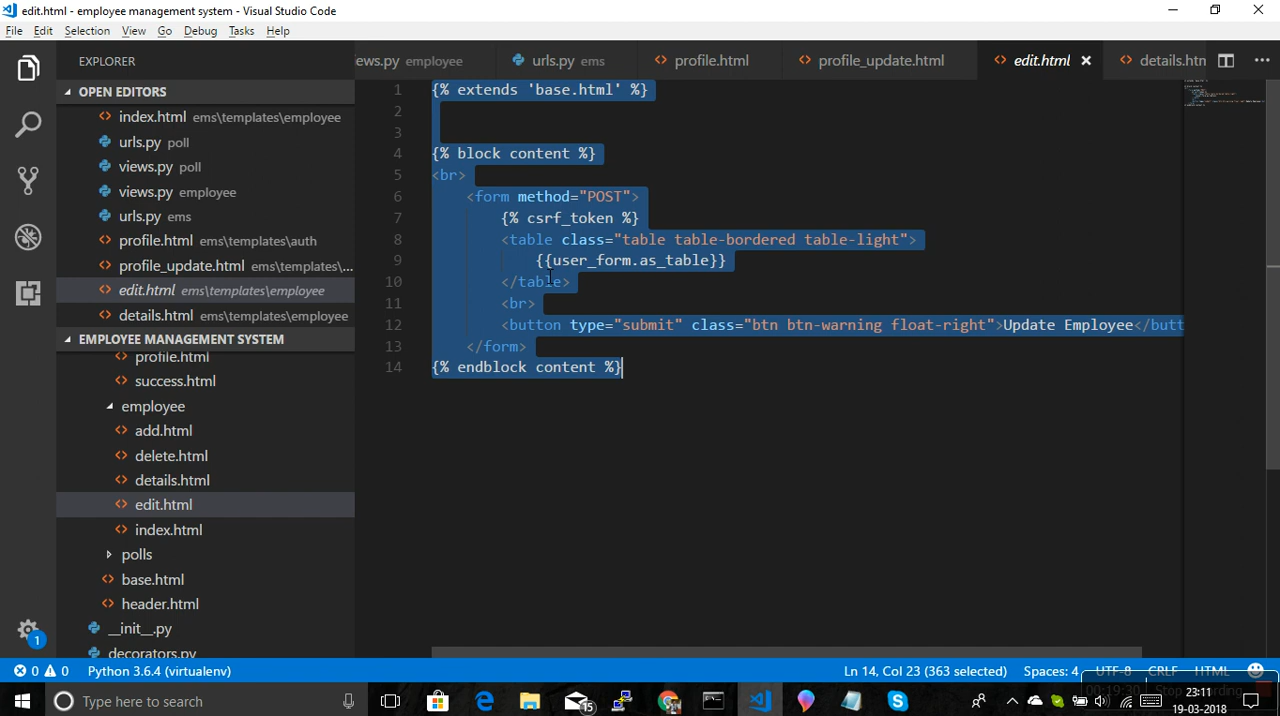 edit.html - employee management system - Visual Studio Code
File Edit Selection View Go Debug Tasks Help
EXPLORER
ews.py employee
urls.py ems
profile.html
profile_update.html
edit.html
details.htn
OPEN EDITORS
index.html ems\templates\employee
urls.py poll
views.py poll
views.py employee
urls.py ems
profile.html ems\templates\auth
profile_update.html ems\templates\...
edit.html ems\templates\employee
details.html ems\templates\employee
EMPLOYEE MANAGEMENT SYSTEM
profile.html
success.html
employee
add.html
delete.html
details.html
edit.html
index.html
polls
base.html
header.html
__init__.py
decorators.py
1 {% extends 'base.html' %}
2
3
4 {% block content %}
5 <br>
6 <form method="POST">
7 {% csrf_token %}
8 <table class="table table-bordered table-light">
9 {{user_form.as_table}}
10 </table>
11 <br>
12 <button type="submit" class="btn btn-warning float-right">Update Employee</butt
13 </form>
14 {% endblock content %}
1
0 0 Python 3.6.4 (virtualenv)
Ln 14, Col 23 (363 selected) Spaces: 4 UTF-8 CRLF HTML
Type here to search
15
00:19:30 Stop Recording
23:11
19-03-2018